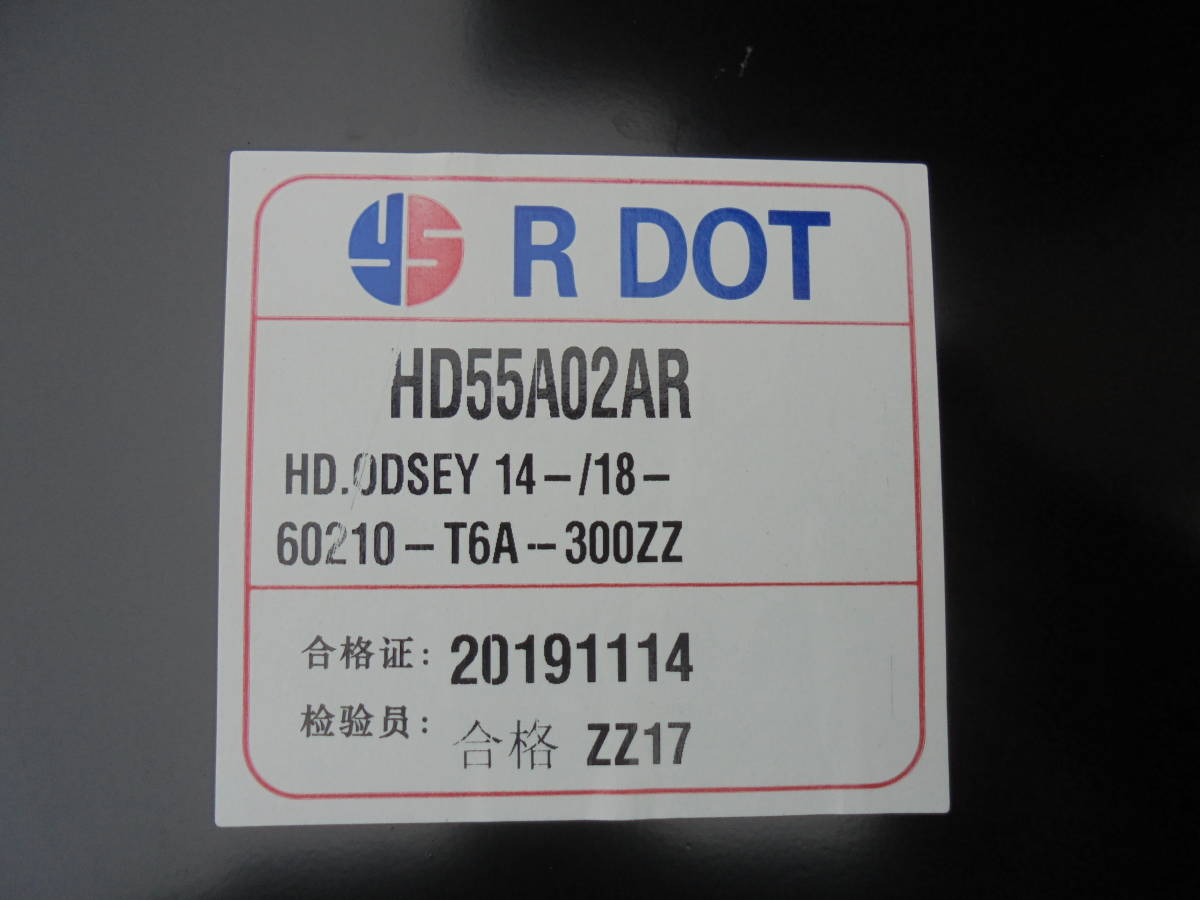 YS R DOT
HD55A02AR
HD.ODSEY 14-/18-
60210-T6A--300ZZ
合格证: 20191114
检验员: 合格 ZZ17